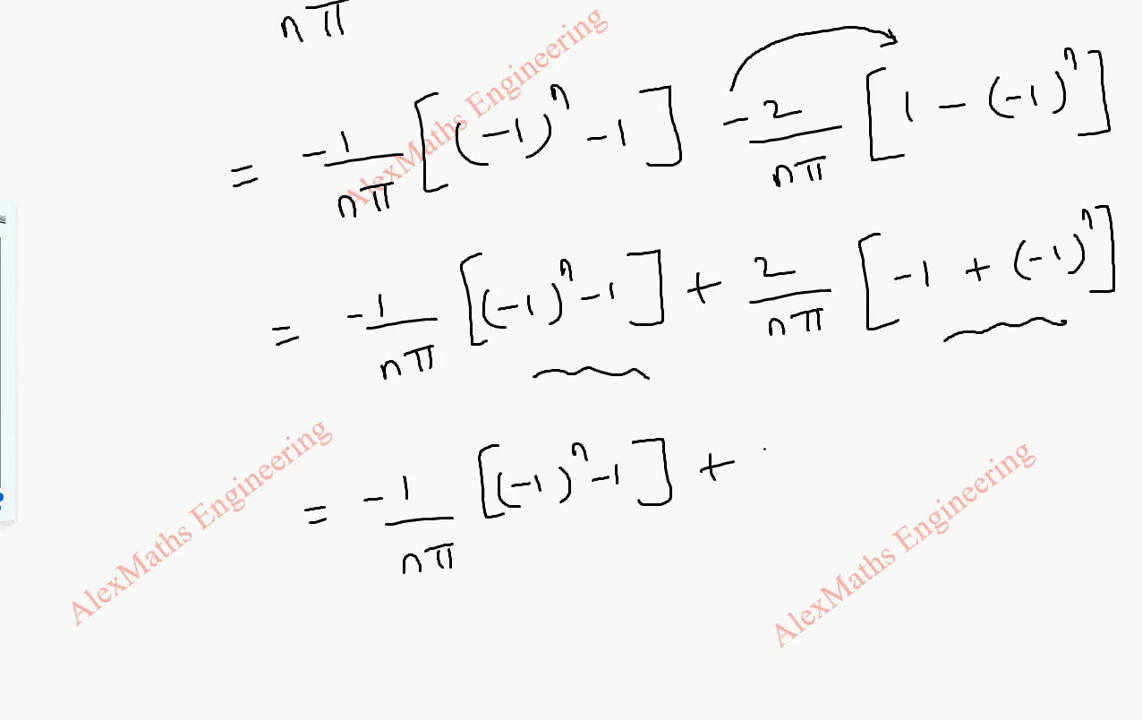 nπ
= -1/nπ [(-1)^n - 1] -2/nπ [1 - (-1)^n]
= -1/nπ [(-1)^n - 1] + 2/nπ [-1 + (-1)^n]
= -1/nπ [(-1)^n - 1] +
AlexMaths Engineering
AlexMaths Engineering
AlexMaths Engineering